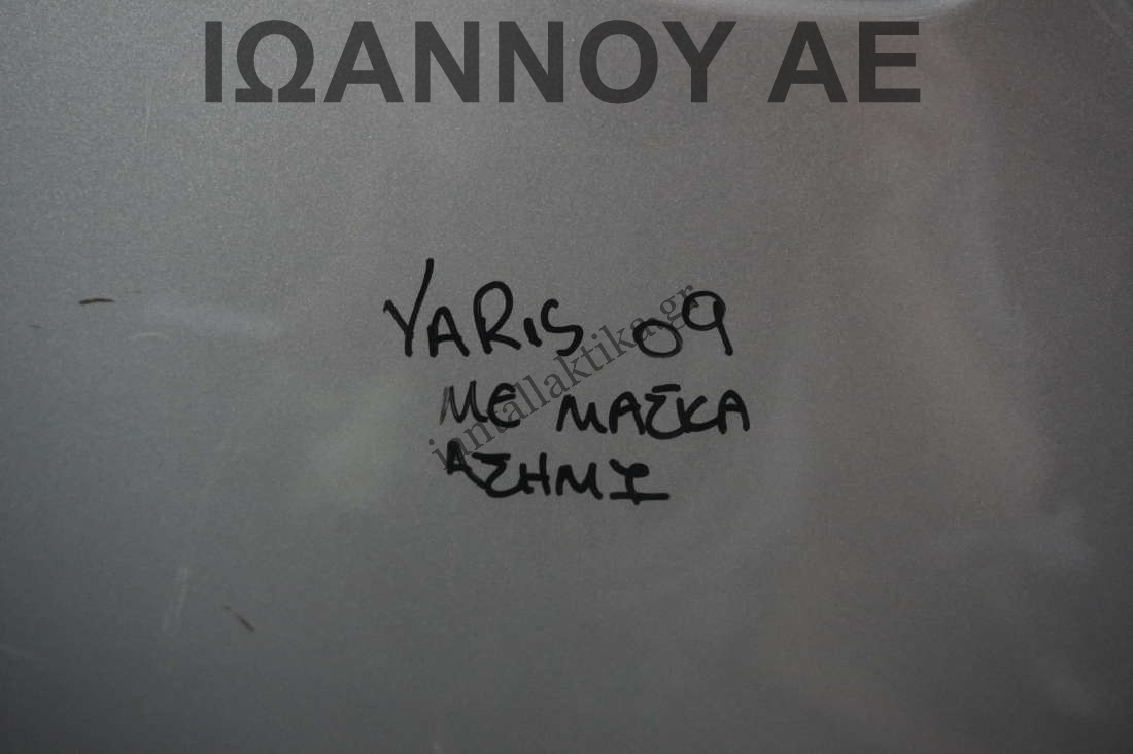 ΙΩΑΝΝΟΥ ΑΕ
YARIS 09
ΜΕ ΜΑΣΚΑ
ΑΣΗΜΙ
iantallaktika.gr